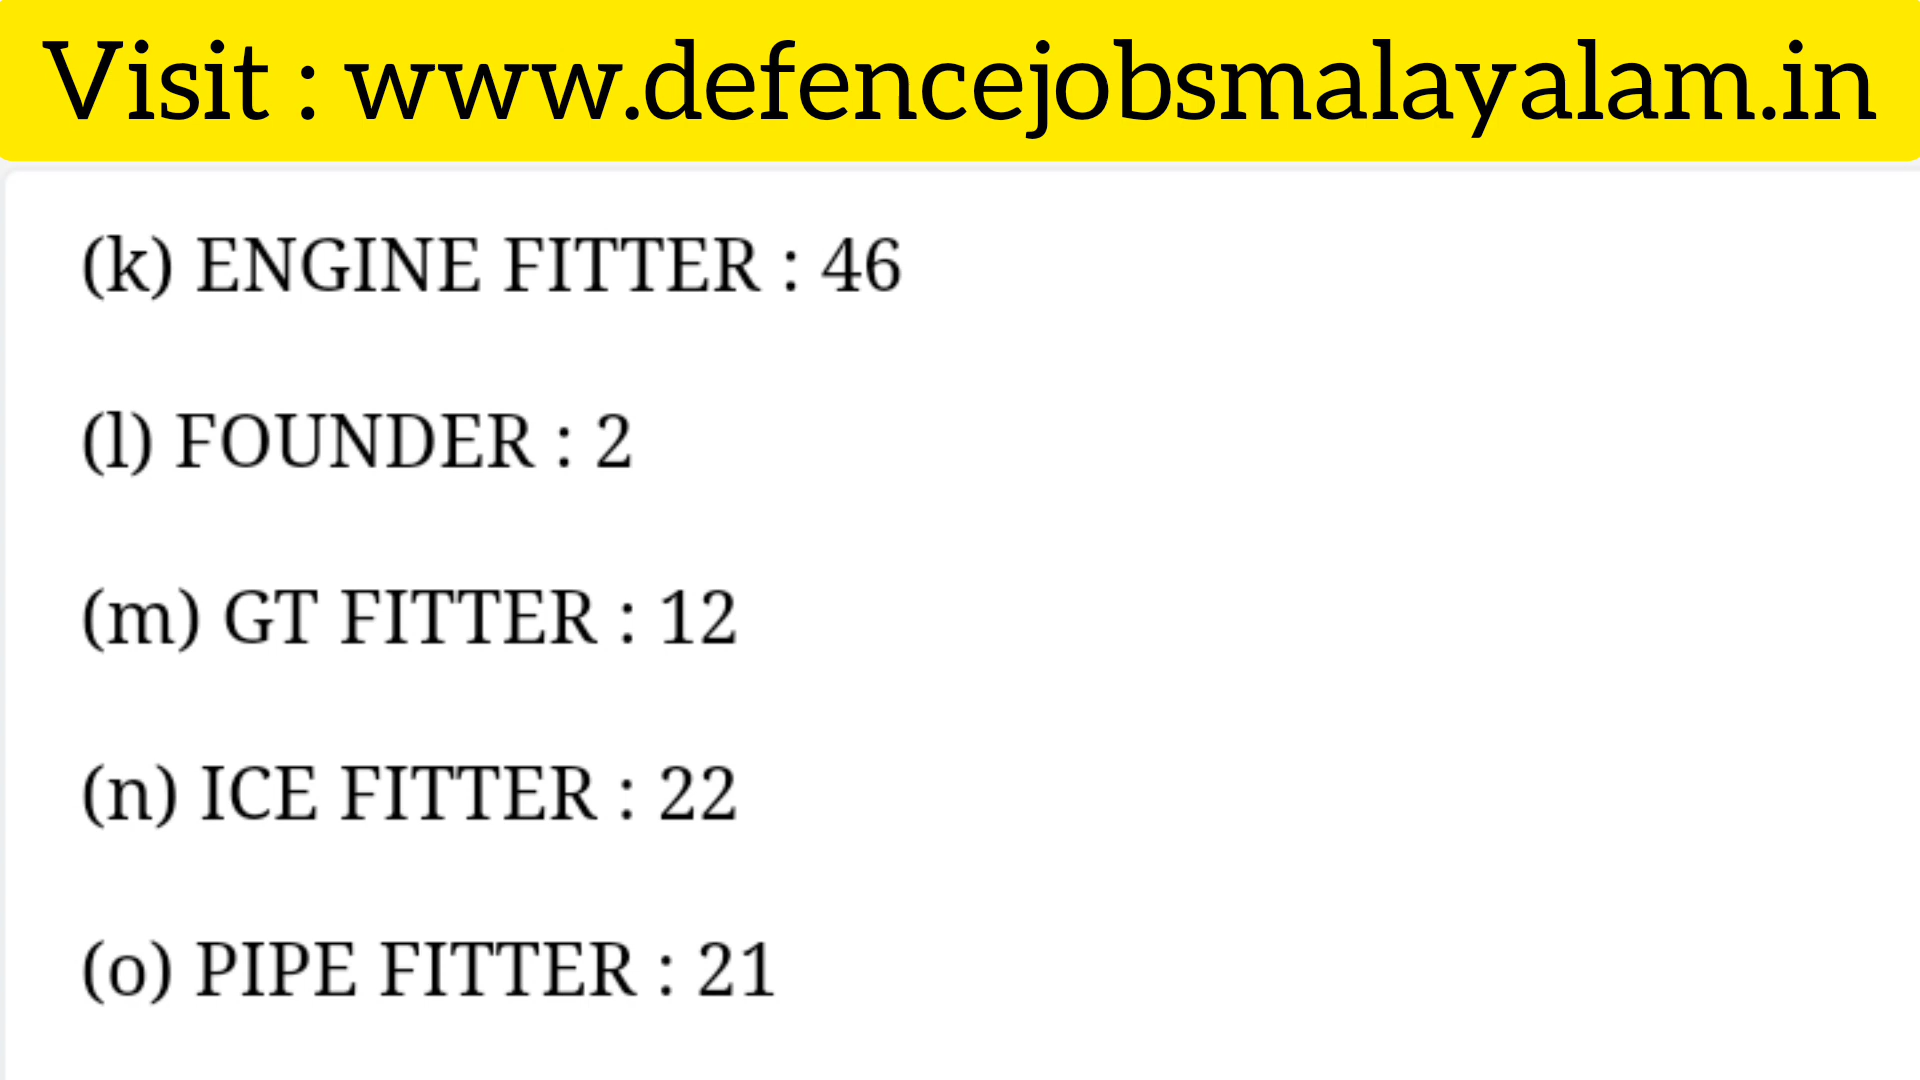 Visit : www.defencejobsmalayalam.in
(k) ENGINE FITTER : 46
(l) FOUNDER : 2
(m) GT FITTER : 12
(n) ICE FITTER : 22
(o) PIPE FITTER : 21